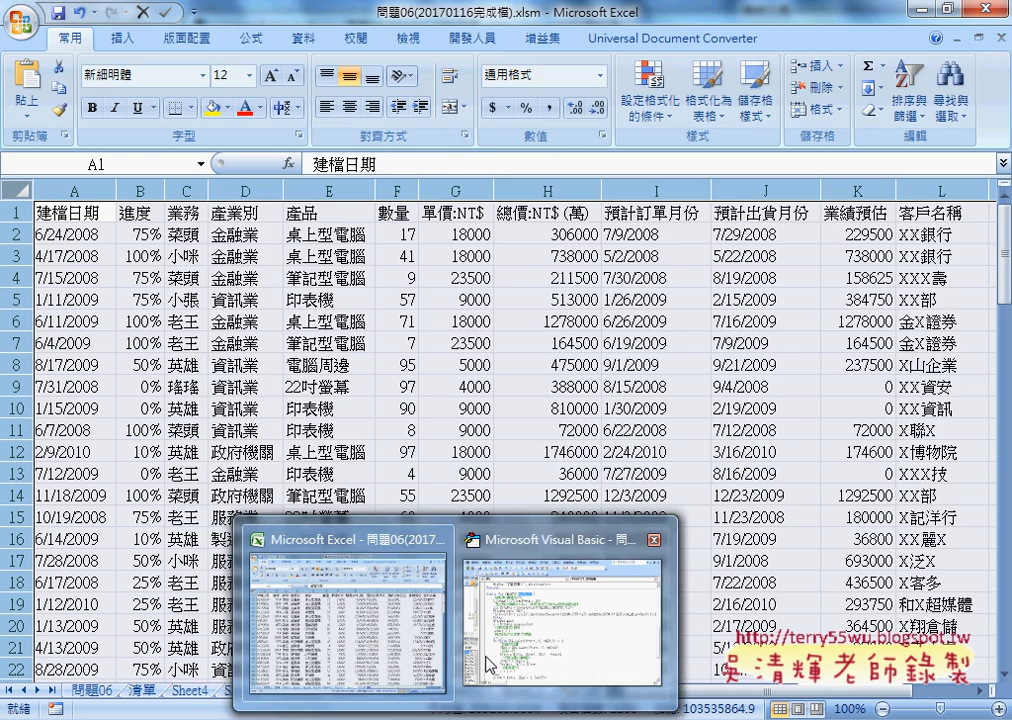 問題06(20170116完成檔).xlsm - Microsoft Excel
常用 插入 版面配置 公式 資料 校閱 檢視 開發人員 增益集 Universal Document Converter
貼上 新細明體 12 通用格式 設定格式化的條件 格式化為表格 儲存格樣式 插入 刪除 格式 排序與篩選 尋找與選取
剪貼簿 字型 對齊方式 數值 樣式 儲存格 編輯
A1 fx 建檔日期
A B C D E F G H I J K L
1 建檔日期 進度 業務 產業別 產品 數量 單價:NT$ 總價:NT$ (萬) 預計訂單月份 預計出貨月份 業績預估 客戶名稱
2 6/24/2008 75% 菜頭 金融業 桌上型電腦 17 18000 306000 7/9/2008 7/29/2008 229500 XX銀行
3 4/17/2008 100% 小咪 金融業 桌上型電腦 41 18000 738000 5/2/2008 5/22/2008 738000 XX銀行
4 7/15/2008 75% 菜頭 金融業 筆記型電腦 9 23500 211500 7/30/2008 8/19/2008 158625 XXX壽
5 1/11/2009 75% 小張 資訊業 印表機 57 9000 513000 1/26/2009 2/15/2009 384750 XX部
6 6/11/2009 100% 老王 金融業 桌上型電腦 71 18000 1278000 6/26/2009 7/16/2009 1278000 金X證券
7 6/4/2009 100% 老王 金融業 筆記型電腦 7 23500 164500 6/19/2009 7/9/2009 164500 金X證券
8 8/17/2009 50% 英雄 資訊業 電腦周邊 95 5000 475000 9/1/2009 9/21/2009 237500 X山企業
9 7/31/2008 0% 瑤瑤 資訊業 22吋螢幕 97 4000 388000 8/15/2008 9/4/2008 0 XX資安
10 1/15/2009 0% 英雄 資訊業 印表機 90 9000 810000 1/30/2009 2/19/2009 0 XX資訊
11 6/7/2008 100% 菜頭 資訊業 印表機 8 9000 72000 6/22/2008 7/12/2008 72000 X聯X
12 2/9/2010 10% 英雄 政府機關 桌上型電腦 97 18000 1746000 2/24/2010 3/16/2010 174600 X博物院
13 7/12/2009 0% 老王 金融業 印表機 4 9000 36000 7/27/2009 8/16/2009 0 XXX技
14 11/18/2009 100% 菜頭 政府機關 筆記型電腦 55 23500 1292500 12/3/2009 12/23/2009 1292500 XX部
15 10/19/2008 75% 老王 11/23/2008 180000 X記洋行
16 6/14/2009 10% 英雄 7/19/2009 36800 XX麗X
17 7/28/2008 50% 小咪 9/1/2008 693000 X泛X
18 6/17/2008 25% 老王 7/22/2008 436500 X客多
19 1/12/2010 25% 老王 2/16/2010 293750 和X超媒體
20 1/13/2009 50% 英雄 2/17/2009 364500 X翔倉儲
21 4/13/2009 50% 老王
22 8/28/2009 75% 小咪
Microsoft Excel - 問題06(2017...
Microsoft Visual Basic - 問...
http://terry55wu.blogspot.tw
吳清輝老師錄製
問題06 清單 Sheet4
就緒 103535864.9 100%